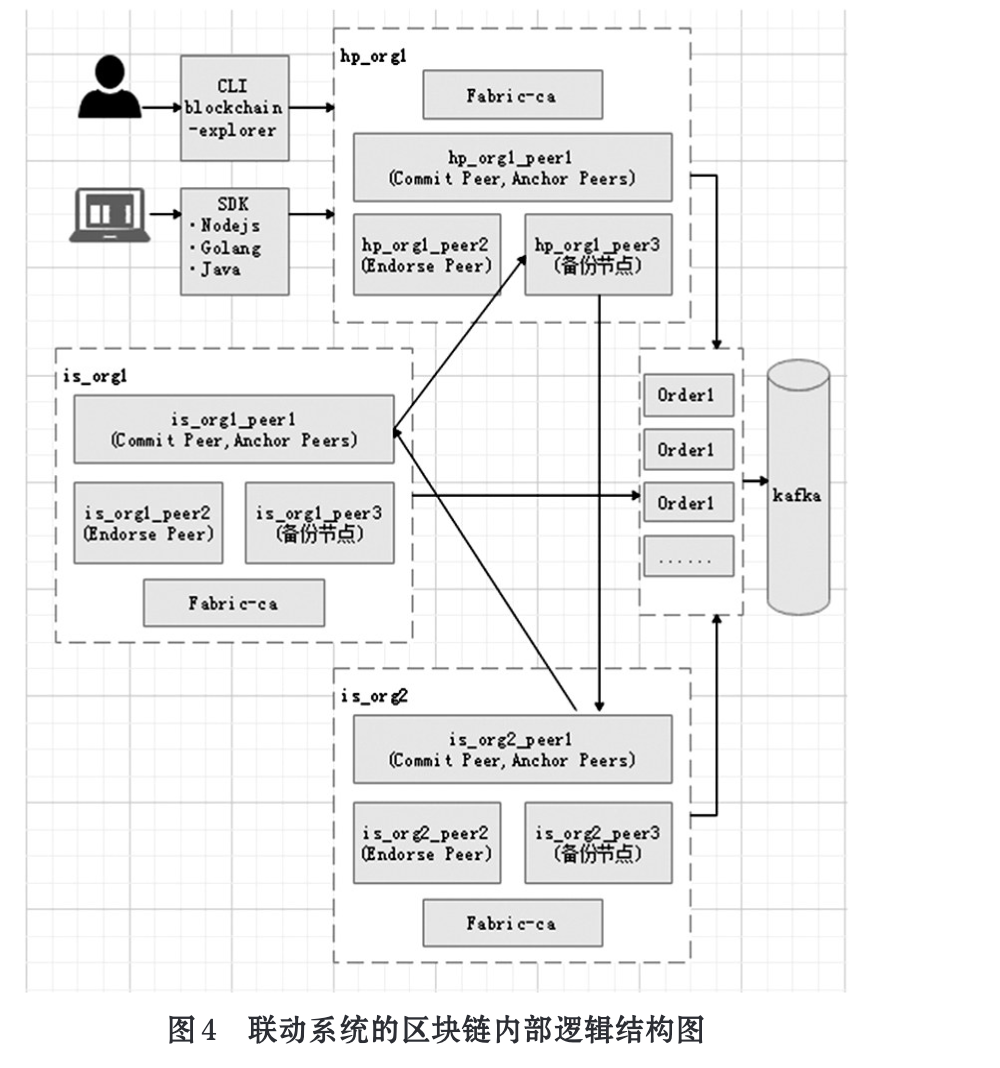 hp_org1
Fabric-ca
CLI
blockchain
-explorer
hp_org1_peer1
(Commit Peer,Anchor Peers)
SDK
·Nodejs
·Golang
·Java
hp_org1_peer2
(Endorse Peer)
hp_org1_peer3
(备份节点)
is_org1
is_org1_peer1
(Commit Peer,Anchor Peers)
is_org1_peer2
(Endorse Peer)
is_org1_peer3
(备份节点)
Fabric-ca
Order1
Order1
Order1
......
kafka
is_org2
is_org2_peer1
(Commit Peer,Anchor Peers)
is_org2_peer2
(Endorse Peer)
is_org2_peer3
(备份节点)
Fabric-ca
图4 联动系统的区块链内部逻辑结构图